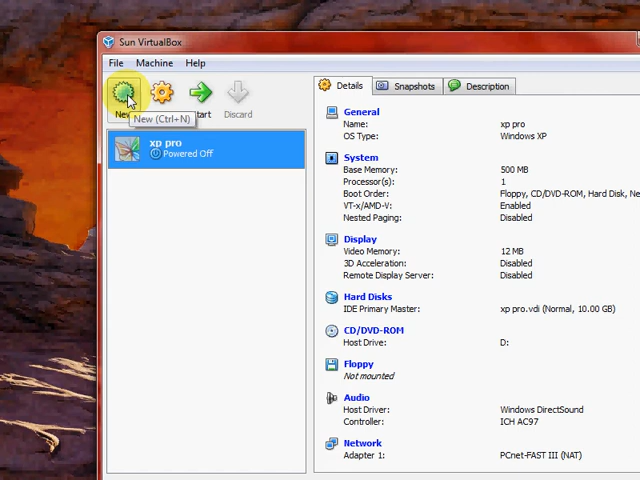 Sun VirtualBox
File Machine Help
New
Start
Discard
New (Ctrl+N)
xp pro
Powered Off
Details
Snapshots
Description
General
Name: xp pro
OS Type: Windows XP
System
Base Memory: 500 MB
Processor(s): 1
Boot Order: Floppy, CD/DVD-ROM, Hard Disk, Ne
VT-x/AMD-V: Enabled
Nested Paging: Disabled
Display
Video Memory: 12 MB
3D Acceleration: Disabled
Remote Display Server: Disabled
Hard Disks
IDE Primary Master: xp pro.vdi (Normal, 10.00 GB)
CD/DVD-ROM
Host Drive: D:
Floppy
Not mounted
Audio
Host Driver: Windows DirectSound
Controller: ICH AC97
Network
Adapter 1: PCnet-FAST III (NAT)